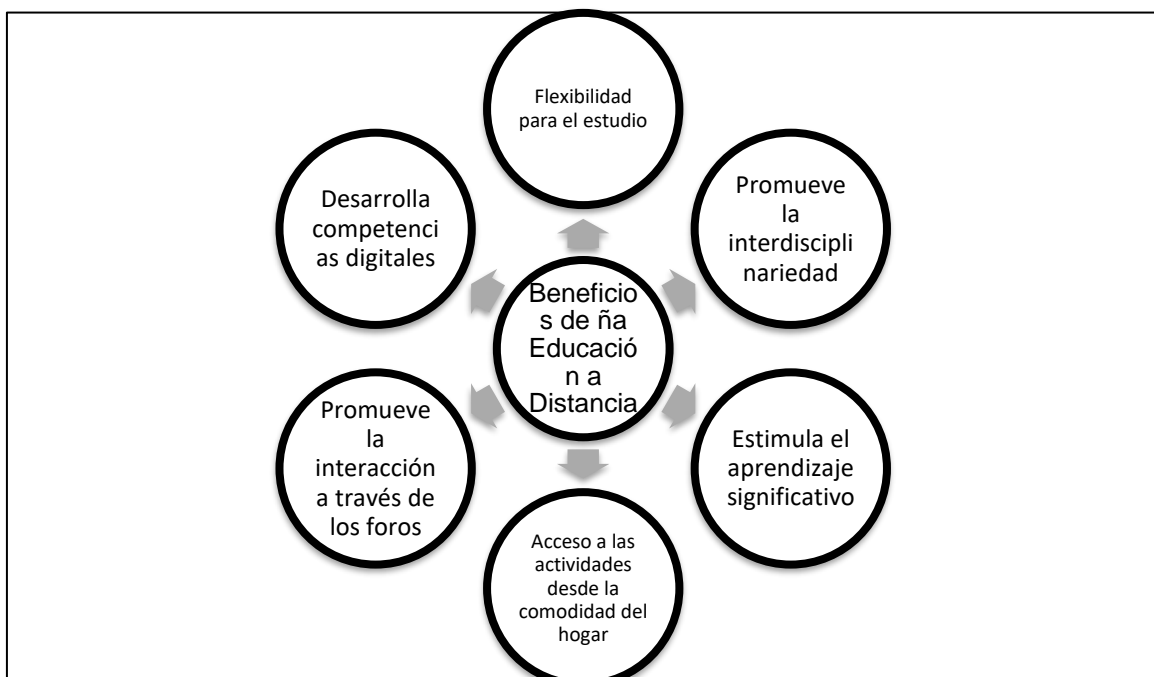 Flexibilidad
para el estudio
Promueve
la
interdiscipli
nariedad
Estimula el
aprendizaje
significativo
Acceso a las
actividades
desde la
comodidad del
hogar
Promueve
la
interacción
a través de
los foros
Desarrolla
competenci
as digitales
Beneficio
s de ña
Educació
n a
Distancia